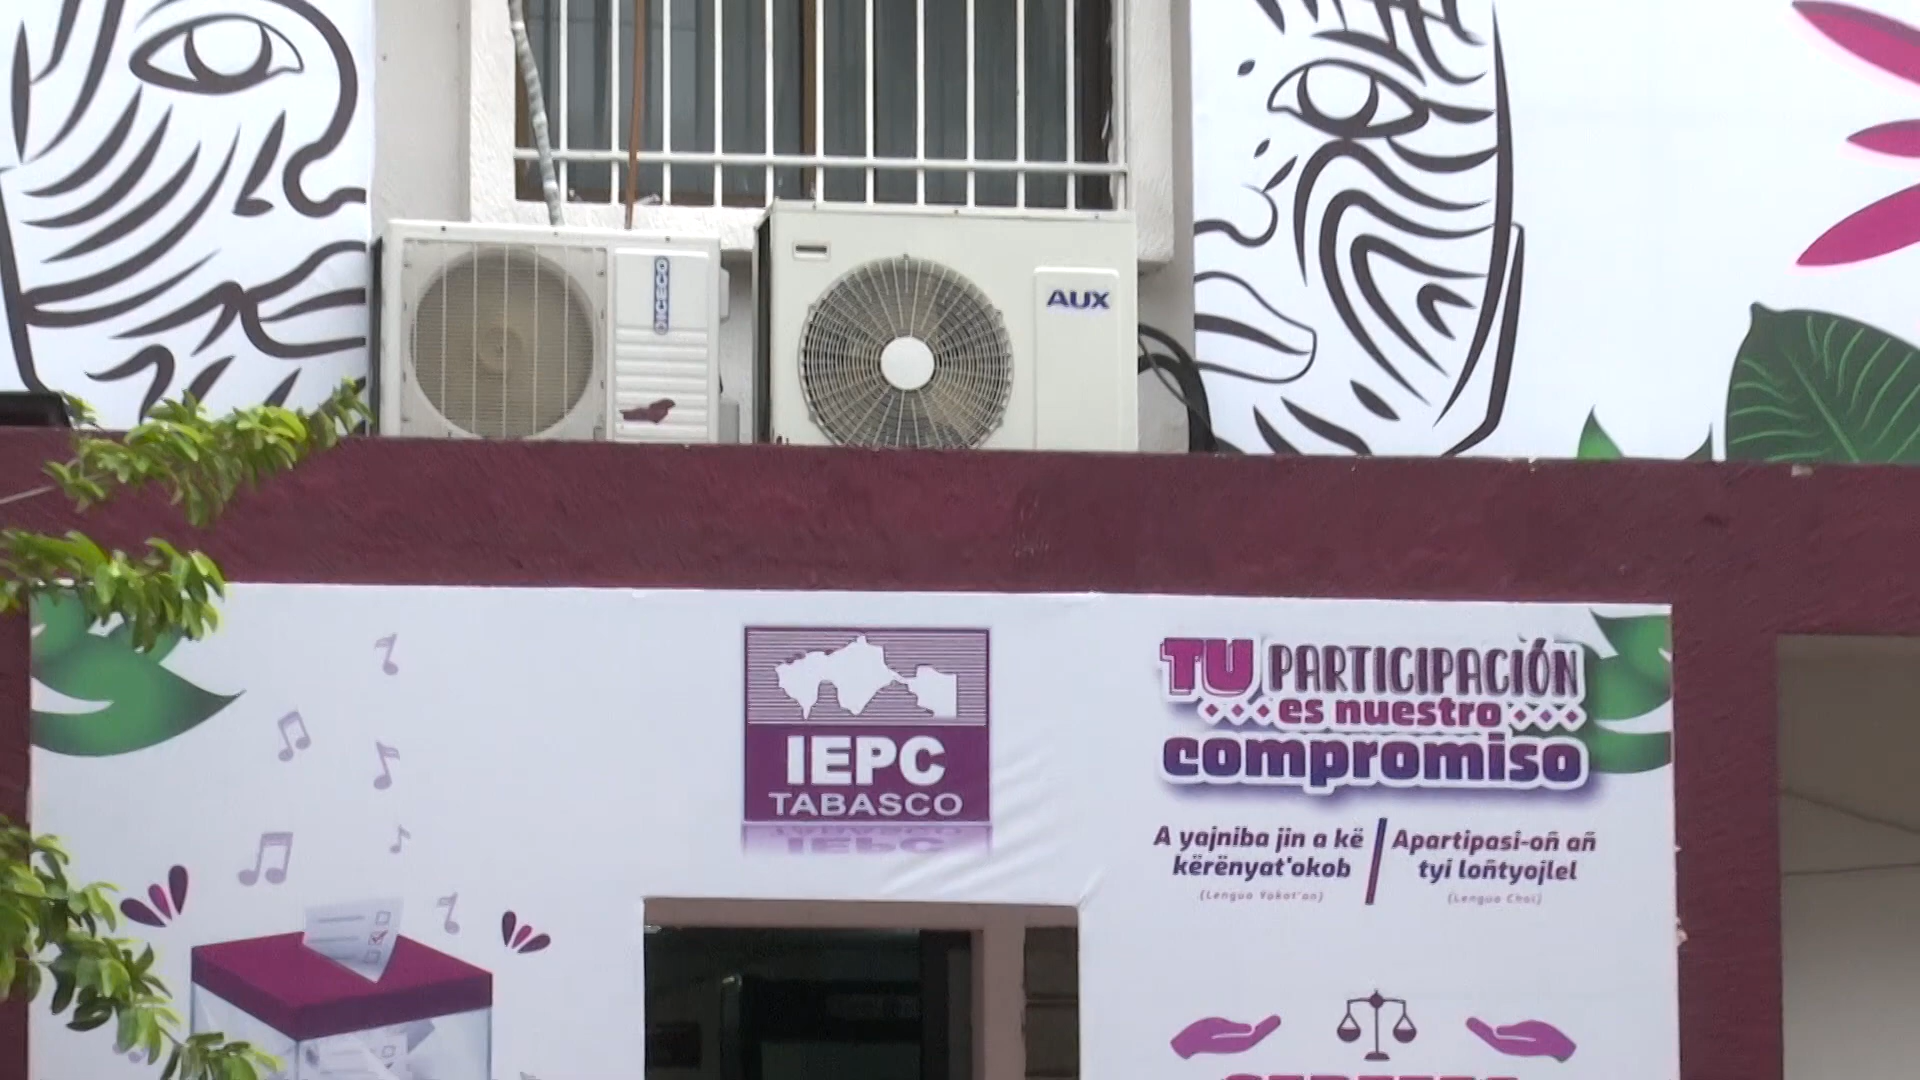 CICECO
AUX
IEPC
TABASCO
TU PARTICIPACIÓN
es nuestro
compromiso
A yajniba jin a kë
kërënyat'okob
(Lengua Yokot'an)
Apartipasi-oñ añ
tyi loñtyojlel
(Lengua Chol)